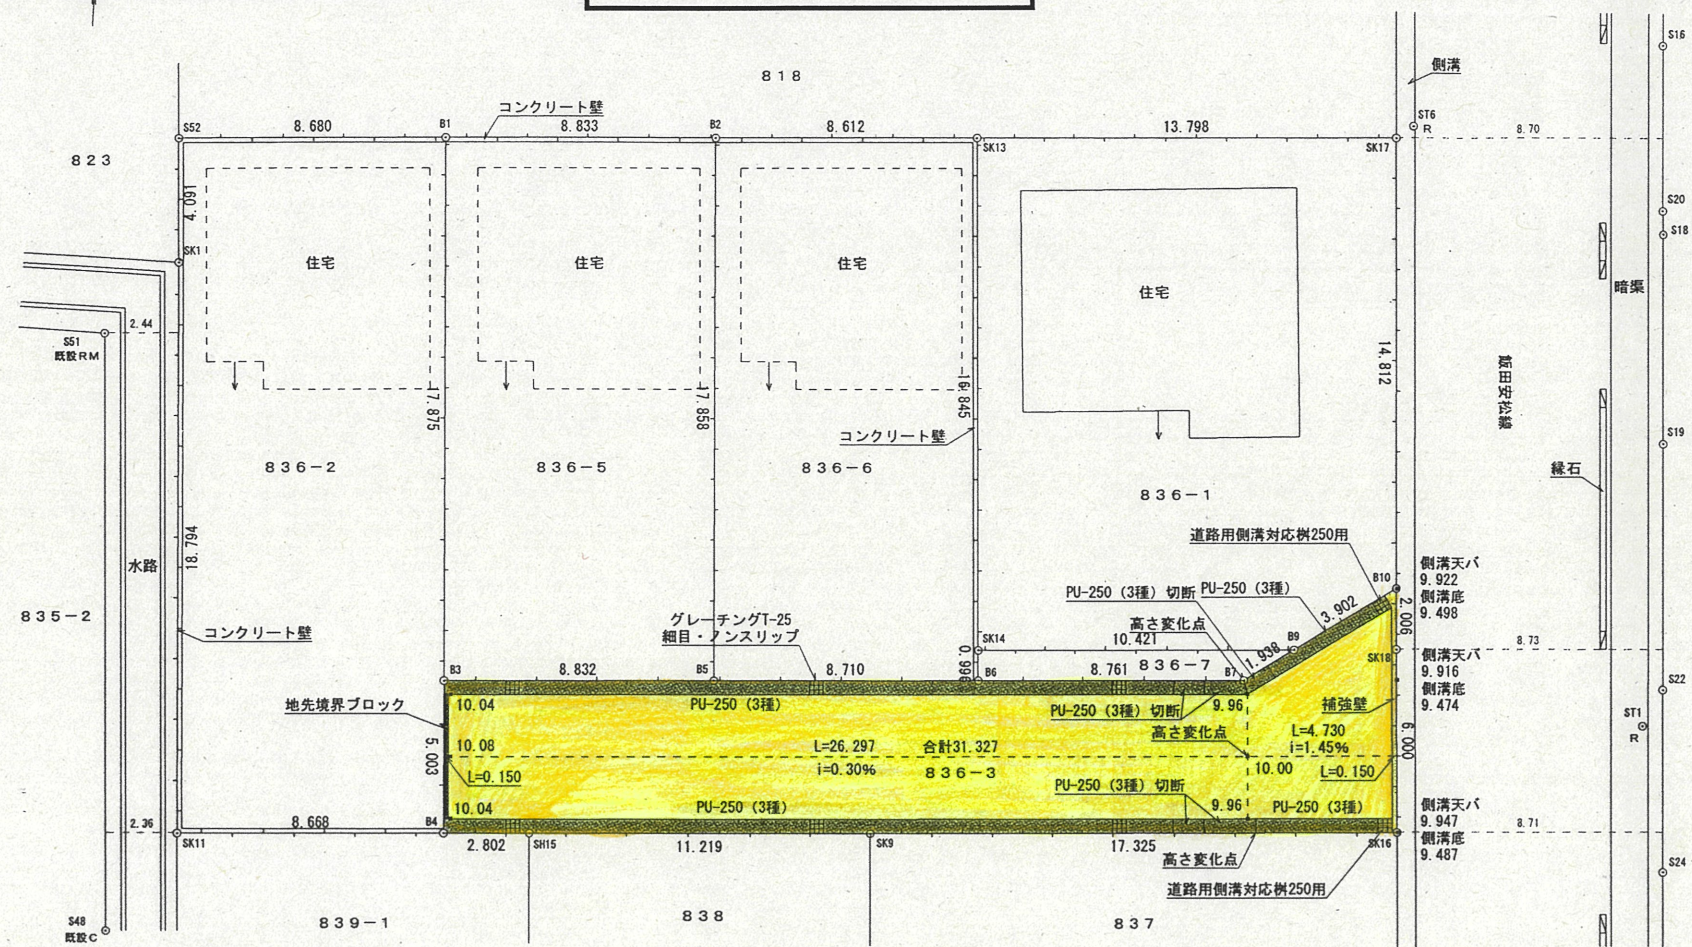 S16
側溝
818
コンクリート壁
S52
8.680
B1
8.833
B2
8.612
13.798
ST6
R
8.70
SK13
SK17
823
4.091
SK1
S20
S18
住宅
住宅
住宅
住宅
暗渠
2.44
S51
既設RM
14.812
飯田安松線
17.875
17.858
16.845
コンクリート壁
S19
836-2
836-5
836-6
836-1
縁石
18.794
水路
道路用側溝対応桝250用
側溝天バ
9.922
側溝底
9.498
B10
PU-250 (3種) 切断
PU-250 (3種)
3.902
2.006
835-2
コンクリート壁
グレーチングT-25
細目・ノンスリップ
高さ変化点
10.421
SK14
B9
1.938
8.73
0.996
SK18
側溝天バ
9.916
側溝底
9.474
B3
8.832
B5
8.710
B6
8.761
836-7
B7
S22
地先境界ブロック
10.04
PU-250 (3種)
PU-250 (3種) 切断
9.96
補強壁
ST1
R
高さ変化点
L=4.730
i=1.45%
5.003
10.08
L=26.297
合計31.327
6.000
L=0.150
i=0.30%
836-3
10.00
L=0.150
PU-250 (3種) 切断
10.04
PU-250 (3種)
9.96
PU-250 (3種)
側溝天バ
9.947
側溝底
9.487
2.36
8.668
B4
8.71
SK11
2.802
SH15
11.219
SK9
17.325
SK16
高さ変化点
S24
道路用側溝対応桝250用
S48
既設C
839-1
838
837